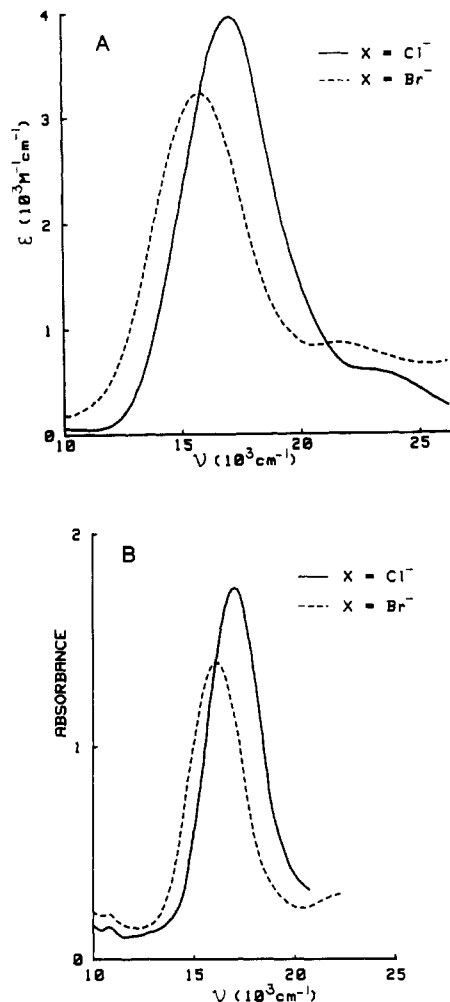 A
X = Cl⁻
X = Br⁻
ε (10³M⁻¹cm⁻¹)
4
3
2
1
0
10
15
20
25
ν (10³cm⁻¹)
B
X = Cl⁻
X = Br⁻
ABSORBANCE
2
1
0
10
15
20
25
ν (10³cm⁻¹)